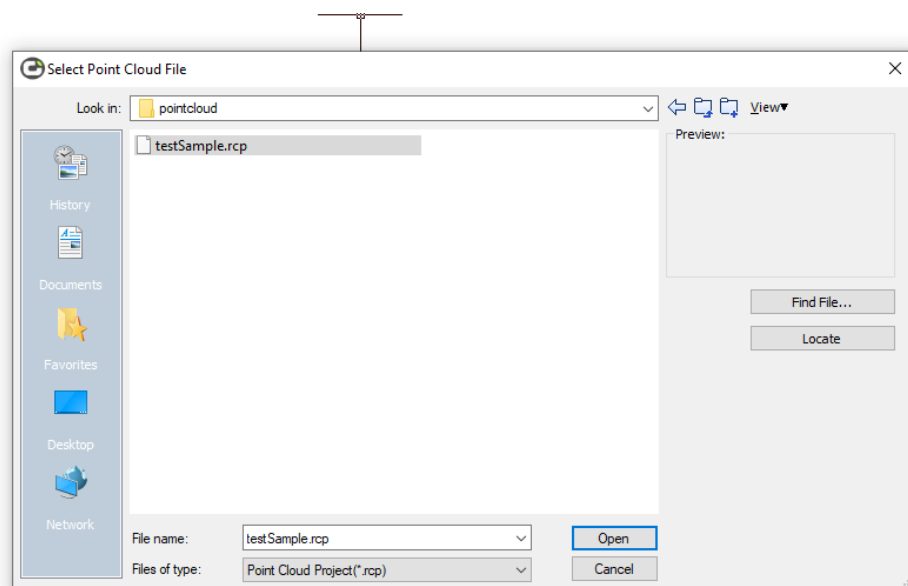 Select Point Cloud File
Look in: pointcloud View▼
testSample.rcp
Preview:
History
Documents
Favorites
Desktop
Network
Find File...
Locate
File name: testSample.rcp Open
Files of type: Point Cloud Project(*.rcp) Cancel